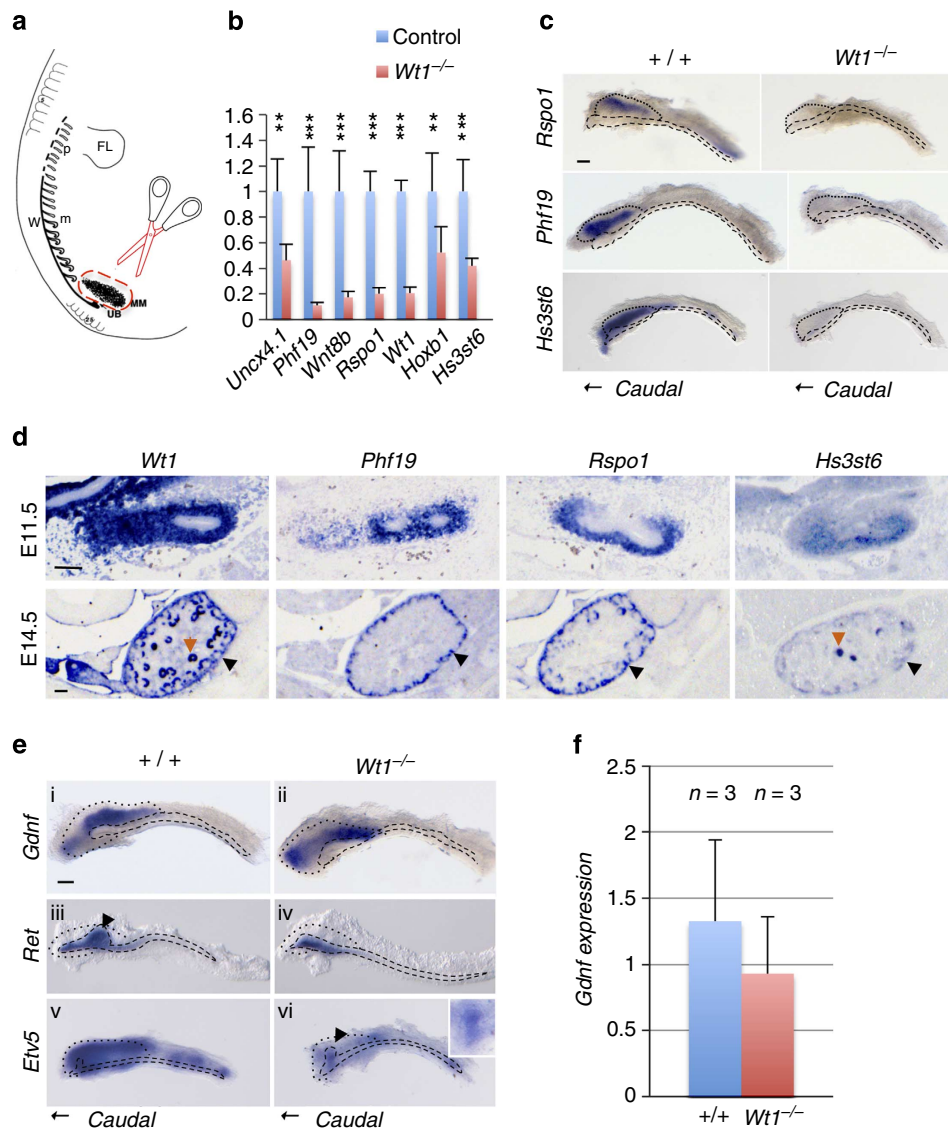 a
p
FL
W
m
MM
UB
b
Control
Wt1−/−
** *** *** *** *** ** ***
1.6
1.4
1.2
1
0.8
0.6
0.4
0.2
0
Uncx4.1
Phf19
Wnt8b
Rspo1
Wt1
Hoxb1
Hs3st6
c
+ / + Wt1−/−
Rspo1
Phf19
Hs3st6
← Caudal ← Caudal
d
Wt1 Phf19 Rspo1 Hs3st6
E11.5
E14.5
e
+ / + Wt1−/−
Gdnf
i ii
Ret
iii iv
Etv5
v vi
← Caudal ← Caudal
f
2.5
2
1.5
1
0.5
0
n = 3 n = 3
Gdnf expression
+/+ Wt1−/−